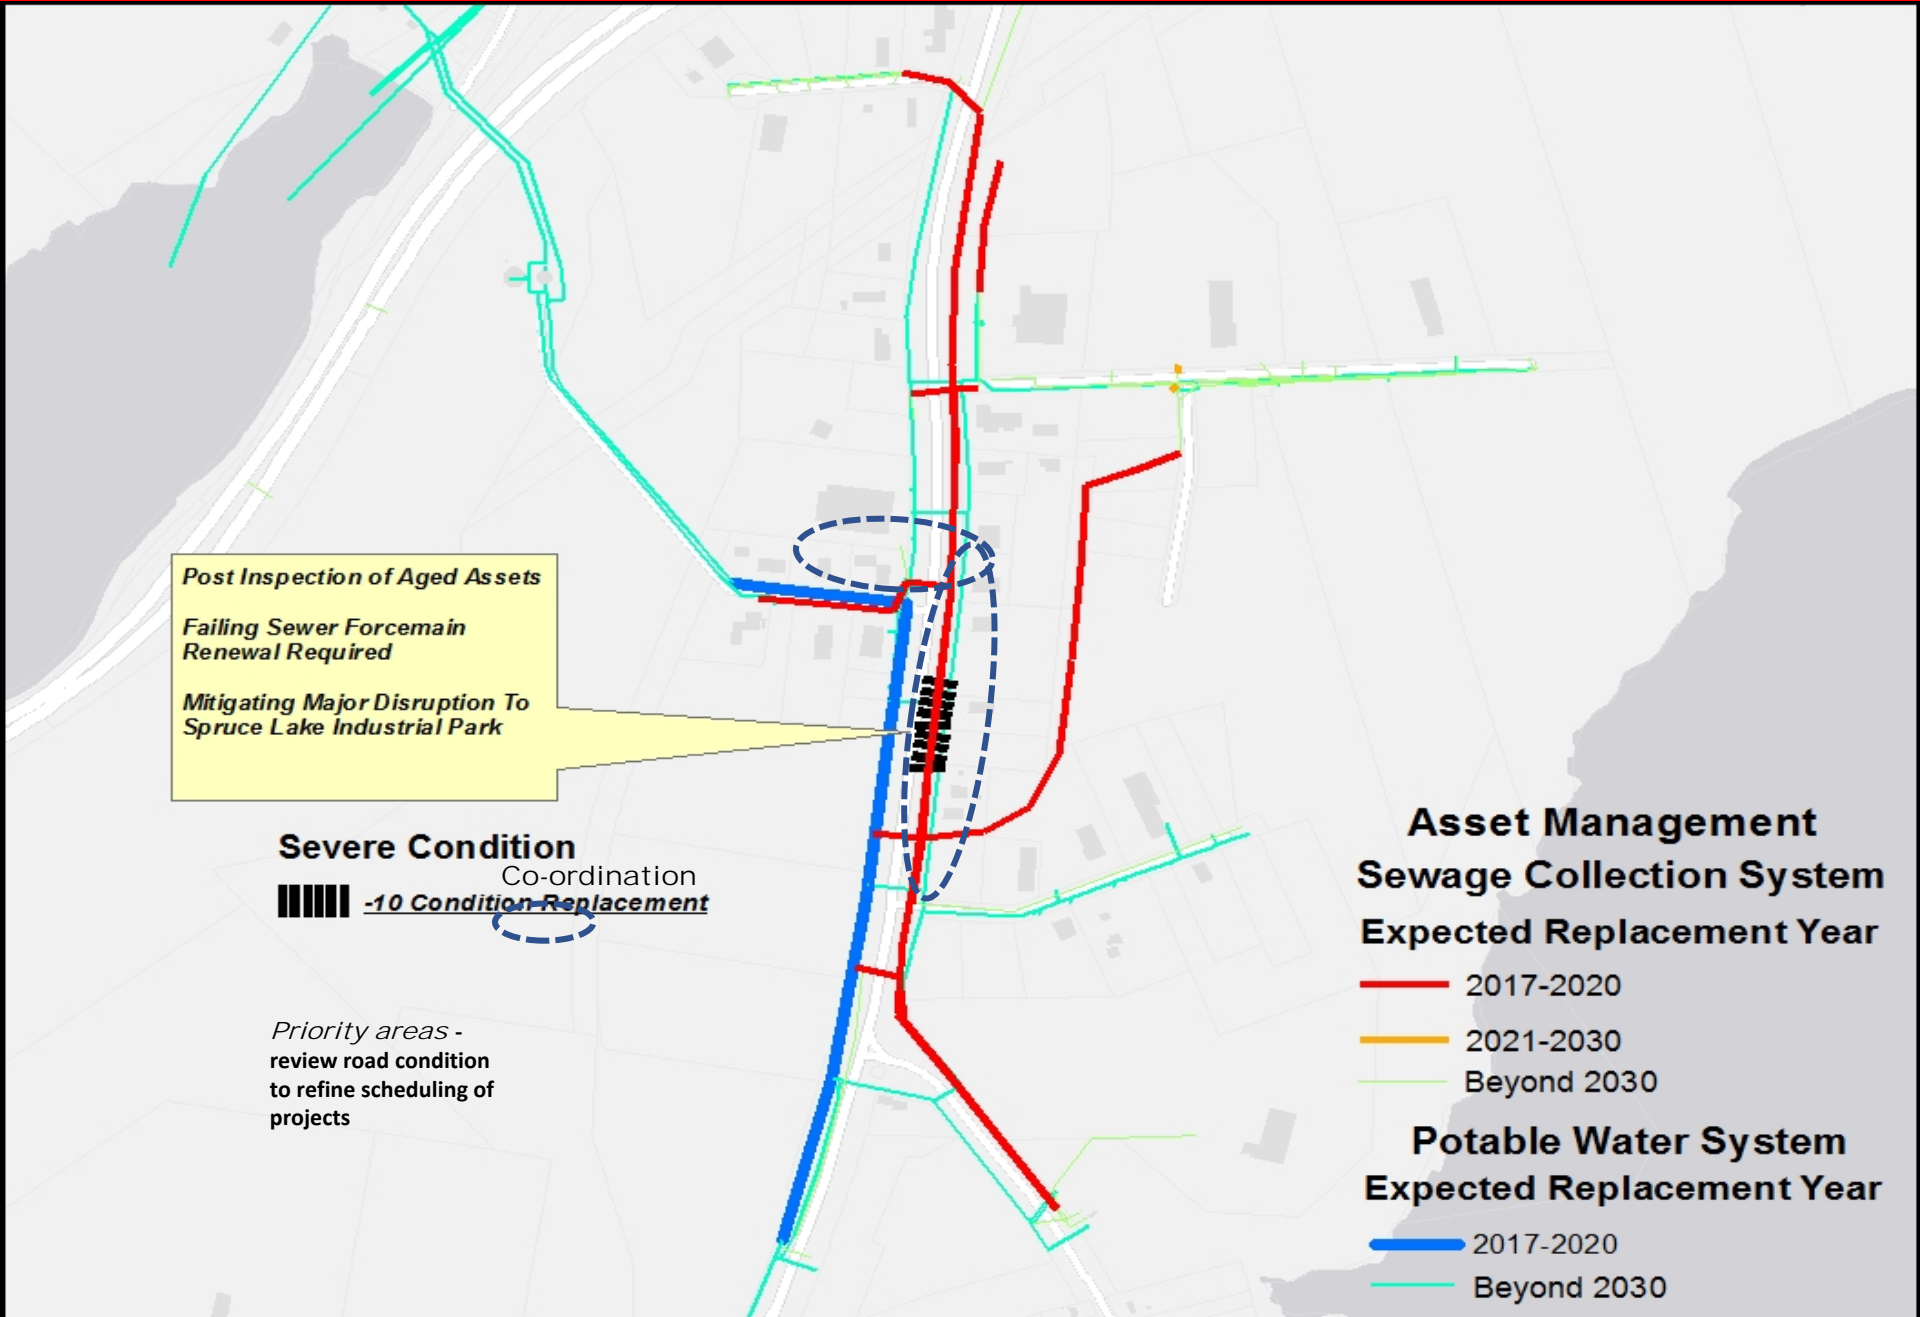 Post Inspection of Aged Assets
Failing Sewer Forcemain
Renewal Required
Mitigating Major Disruption To
Spruce Lake Industrial Park
Severe Condition
Co-ordination
-10 Condition Replacement
Priority areas -
review road condition
to refine scheduling of
projects
Asset Management
Sewage Collection System
Expected Replacement Year
2017-2020
2021-2030
Beyond 2030
Potable Water System
Expected Replacement Year
2017-2020
Beyond 2030